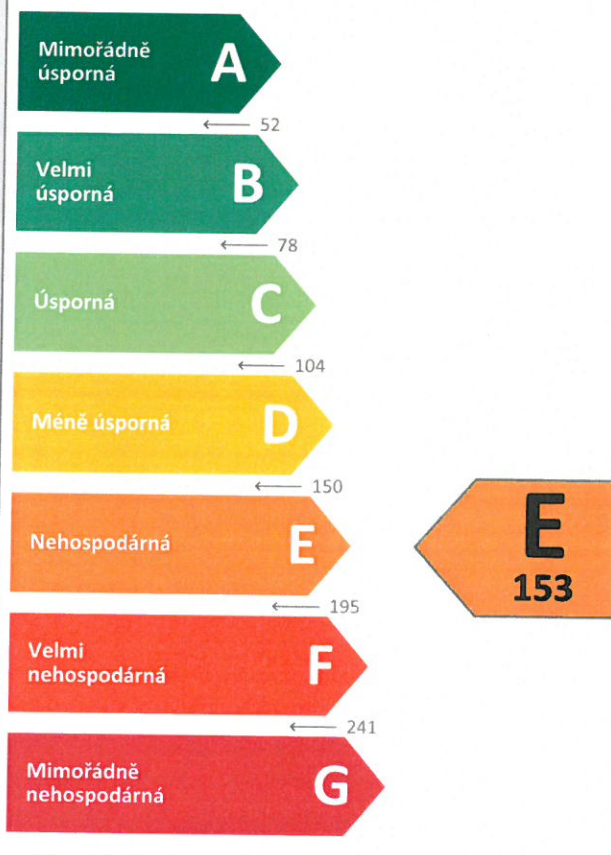 Mimořádně
úsporná
A
← 52
Velmi
úsporná
B
← 78
Úsporná
C
← 104
Méně úsporná
D
← 150
Nehospodárná
E
E
153
← 195
Velmi
nehospodárná
F
← 241
Mimořádně
nehospodárná
G